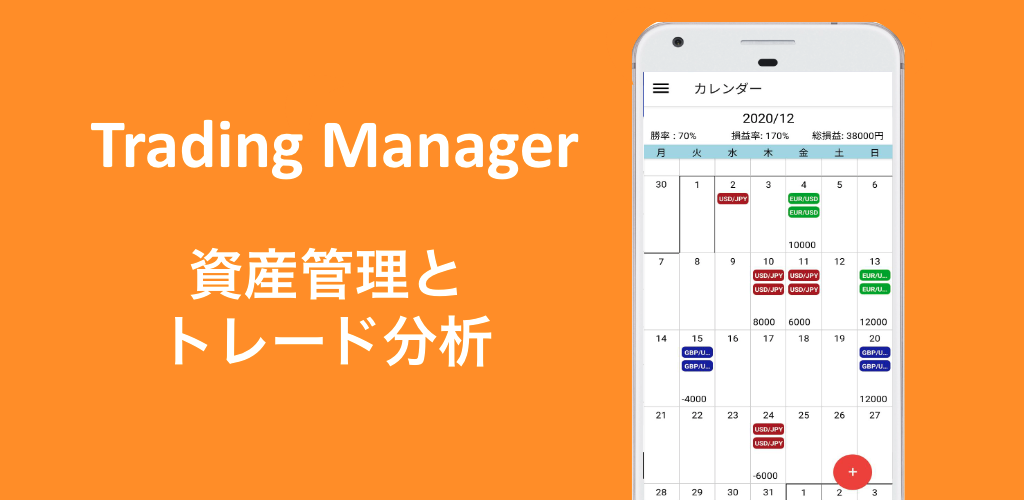 Trading Manager
資産管理と
トレード分析
カレンダー
2020/12
勝率 : 70% 損益率: 170% 総損益: 38000円
月 火 水 木 金 土 日
30 1 2 3 4 5 6
USD/JPY EUR/USD
EUR/USD
10000
7 8 9 10 11 12 13
USD/JPY USD/JPY EUR/U...
USD/JPY USD/JPY EUR/U...
8000 6000 12000
14 15 16 17 18 19 20
GBP/U... GBP/U...
GBP/U... GBP/U...
-4000 12000
21 22 23 24 25 26 27
USD/JPY
USD/JPY
-6000
+
28 29 30 31 1 2 3